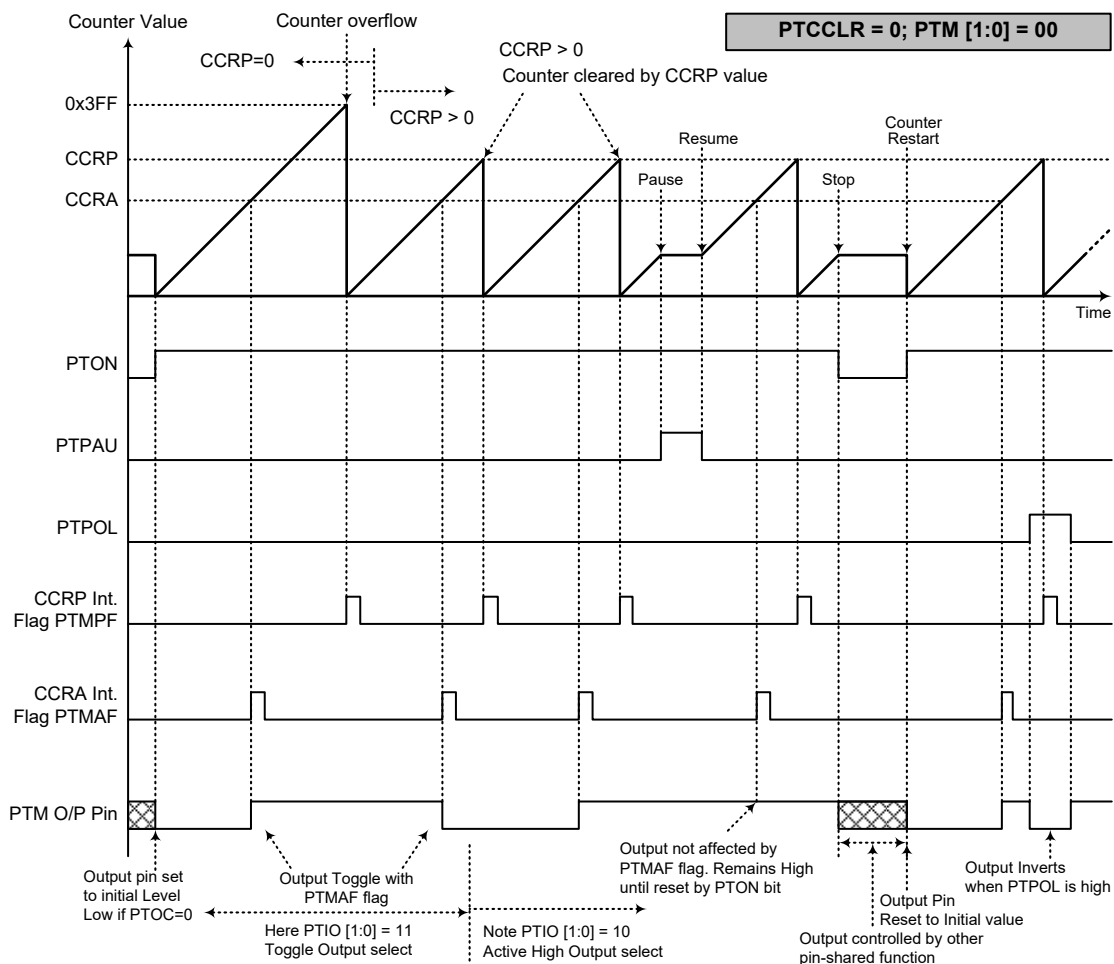 Counter Value
Counter overflow
PTCCLR = 0; PTM [1:0] = 00
CCRP=0
CCRP > 0
CCRP > 0
Counter cleared by CCRP value
0x3FF
CCRP
CCRA
Pause
Resume
Stop
Counter
Restart
Time
PTON
PTPAU
PTPOL
CCRP Int.
Flag PTMPF
CCRA Int.
Flag PTMAF
PTM O/P Pin
Output pin set
to initial Level
Low if PTOC=0
Output Toggle with
PTMAF flag
Here PTIO [1:0] = 11
Toggle Output select
Note PTIO [1:0] = 10
Active High Output select
Output not affected by
PTMAF flag. Remains High
until reset by PTON bit
Output Pin
Reset to Initial value
Output controlled by other
pin-shared function
Output Inverts
when PTPOL is high